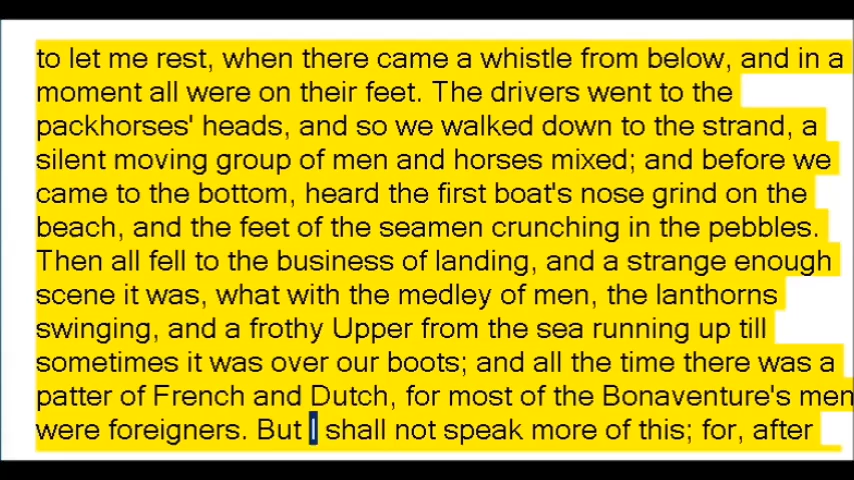 to let me rest, when there came a whistle from below, and in a
moment all were on their feet. The drivers went to the
packhorses' heads, and so we walked down to the strand, a
silent moving group of men and horses mixed; and before we
came to the bottom, heard the first boat's nose grind on the
beach, and the feet of the seamen crunching in the pebbles.
Then all fell to the business of landing, and a strange enough
scene it was, what with the medley of men, the lanthorns
swinging, and a frothy Upper from the sea running up till
sometimes it was over our boots; and all the time there was a
patter of French and Dutch, for most of the Bonaventure's men
were foreigners. But I shall not speak more of this; for, after